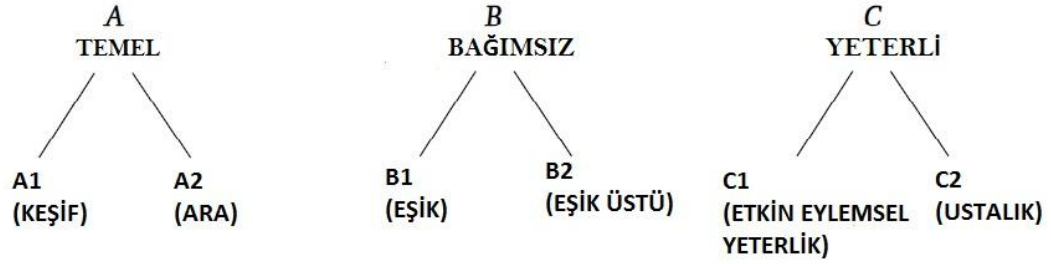 A
TEMEL
B
BAĞIMSIZ
C
YETERLİ
A1
(KEŞİF)
A2
(ARA)
B1
(EŞİK)
B2
(EŞİK ÜSTÜ)
C1
(ETKİN EYLEMSEL
YETERLİK)
C2
(USTALIK)